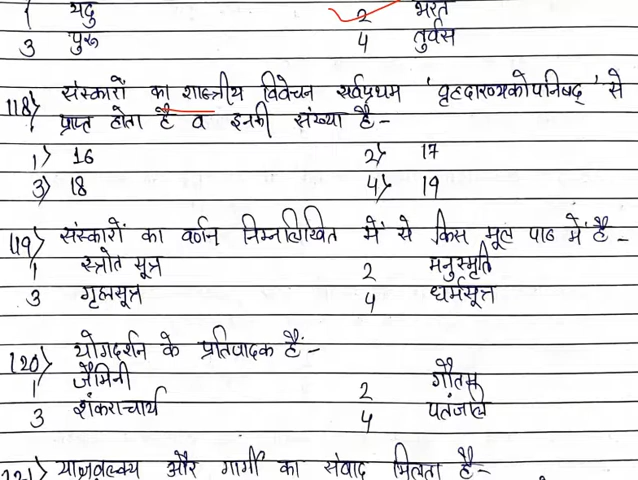 1 यदु 2 भरत
3 पुरू 4 तुर्वस
118) संस्कारों का शास्त्रीय विवेचन सर्वप्रथम 'वृहदारण्यकोपनिषद्' से
प्राप्त होता है व इनकी संख्या है-
1) 16 2) 17
3) 18 4) 19
119) संस्कारों का वर्णन निम्नलिखित में से किस मूल पाठ में है-
1 स्त्रोत सूत्र 2 मनुस्मृति
3 गृहसूत्र 4 धर्मसूत्र
120) योगदर्शन के प्रतिपादक हैं:-
1 जैमिनी 2 गौतम
3 शंकराचार्य 4 पतंजलि
121) याज्ञवल्क्य और गार्गी का संवाद मिलता है-